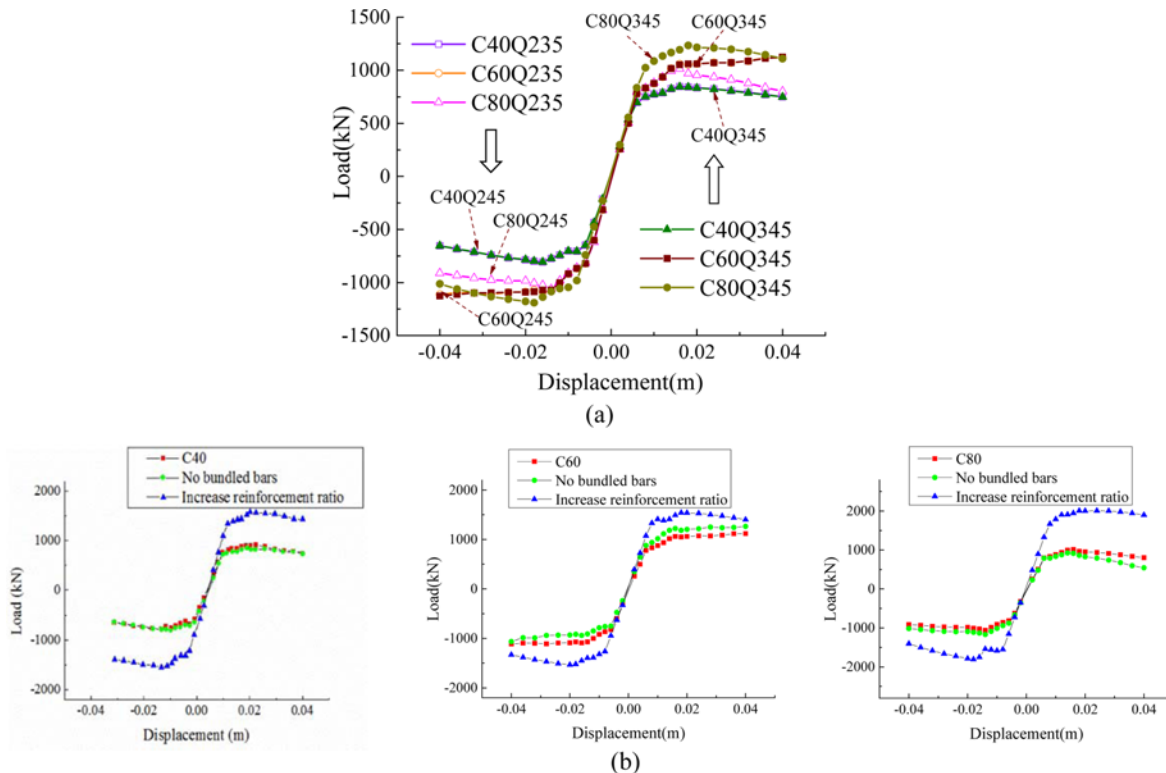 1500
1000
500
0
-500
-1000
-1500
Load(kN)
C40Q235
C60Q235
C80Q235
C80Q345
C60Q345
C40Q345
C40Q245
C80Q245
C60Q245
C40Q345
C60Q345
C80Q345
-0.04 -0.02 0.00 0.02 0.04
Displacement(m)
(a)
C40
No bundled bars
Increase reinforcement ratio
2000
1000
0
-1000
-2000
Load (kN)
-0.04 -0.02 0.00 0.02 0.04
Displacement (m)
C60
No bundled bars
Increase reinforcement ratio
2000
1000
0
-1000
-2000
Load(kN)
-0.04 -0.02 0.00 0.02 0.04
Displacement(m)
C80
No bundled bars
Increase reinforcement ratio
2000
1000
0
-1000
-2000
Load(kN)
-0.04 -0.02 0.00 0.02 0.04
Displacement(m)
(b)